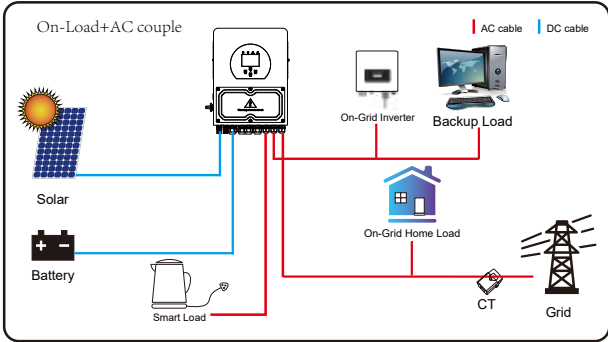 On-Load+AC couple
AC cable
DC cable
On-Grid Inverter
Backup Load
Solar
On-Grid Home Load
Battery
Smart Load
CT
Grid